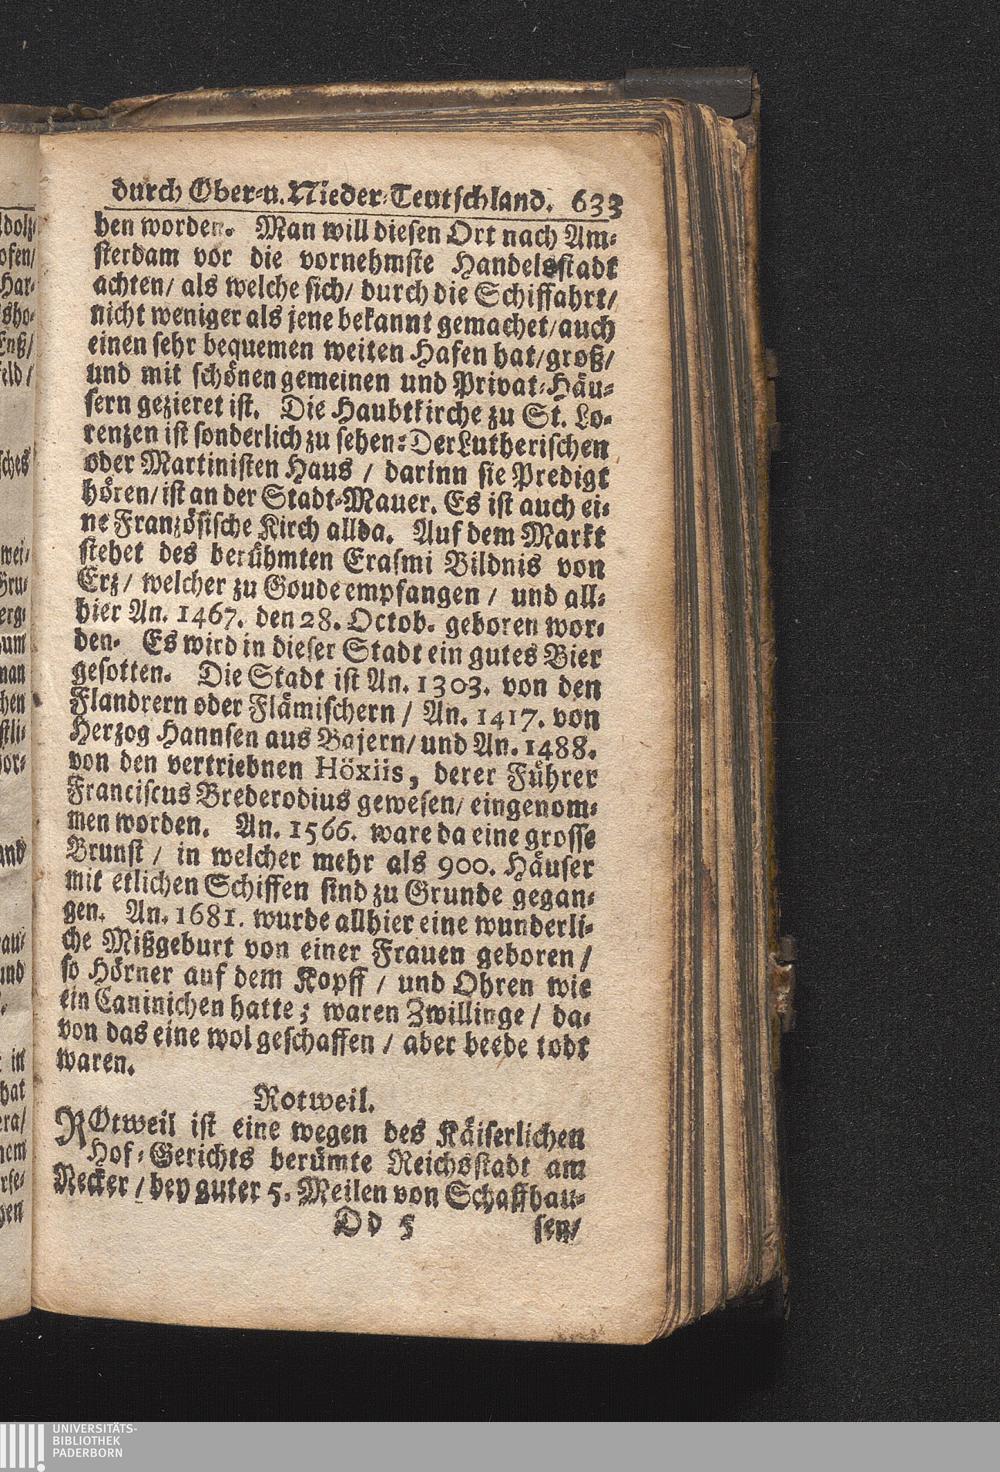 durch Ober-u. Nieder-Teutschland. 633
ben worden. Man will diesen Ort nach Am-
sterdam vor die vornehmste Handelsstadt
achten/ als welche sich/ durch die Schiffahrt/
nicht weniger als jene bekannt gemachet/auch
einen sehr bequemen weiten Hafen hat/groß/
und mit schönen gemeinen und Privat-Häu-
sern gezieret ist. Die Haubtkirche zu St. Lo-
renzen ist sonderlich zu sehen: Der Lutherischen
oder Martinisten Haus / darinn sie Predigt
hören/ ist an der Stadt-Mauer. Es ist auch ei-
ne Französische Kirch allda. Auf dem Markt
stehet des berühmten Erasmi Bildnis von
Erz/ welcher zu Goude empfangen / und all-
hier An. 1467. den 28. Octob. geboren wor-
den. Es wird in dieser Stadt ein gutes Bier
gesotten. Die Stadt ist An. 1303. von den
Flandrern oder Flämischern / An. 1417. von
Herzog Hannsen aus Bajern/ und An. 1488.
von den vertriebnen Höxiis, derer Führer
Franciscus Brederodius gewesen/ eingenom-
men worden. An. 1566. ware da eine grosse
Brunst / in welcher mehr als 900. Häuser
mit etlichen Schiffen sind zu Grunde gegan-
gen. An. 1681. wurde allhier eine wunderli-
che Mißgeburt von einer Frauen geboren /
so Hörner auf dem Kopff / und Ohren wie
ein Caninichen hatte; waren Zwillinge / da-
von das eine wol geschaffen / aber beede todt
waren.
Rotweil.
ROtweil ist eine wegen des Käiserlichen
Hof-Gerichts berümte Reichsstadt am
Necker / bey guter 5. Meilen von Schaffhau-
Dd 5 sen/
UNIVERSITÄTS-
BIBLIOTHEK
PADERBORN